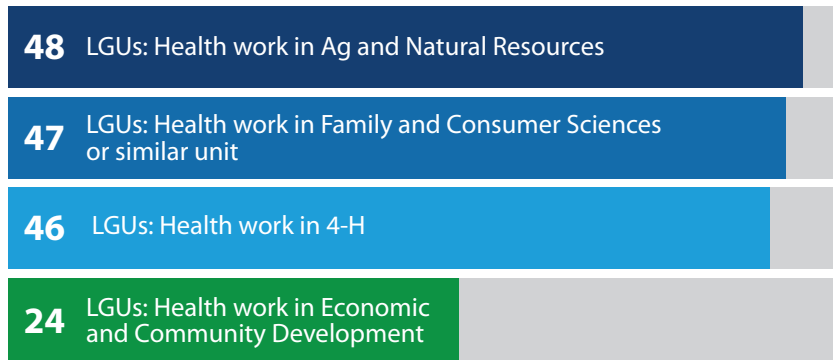 48 LGUs: Health work in Ag and Natural Resources
47 LGUs: Health work in Family and Consumer Sciences
or similar unit
46 LGUs: Health work in 4-H
24 LGUs: Health work in Economic
and Community Development